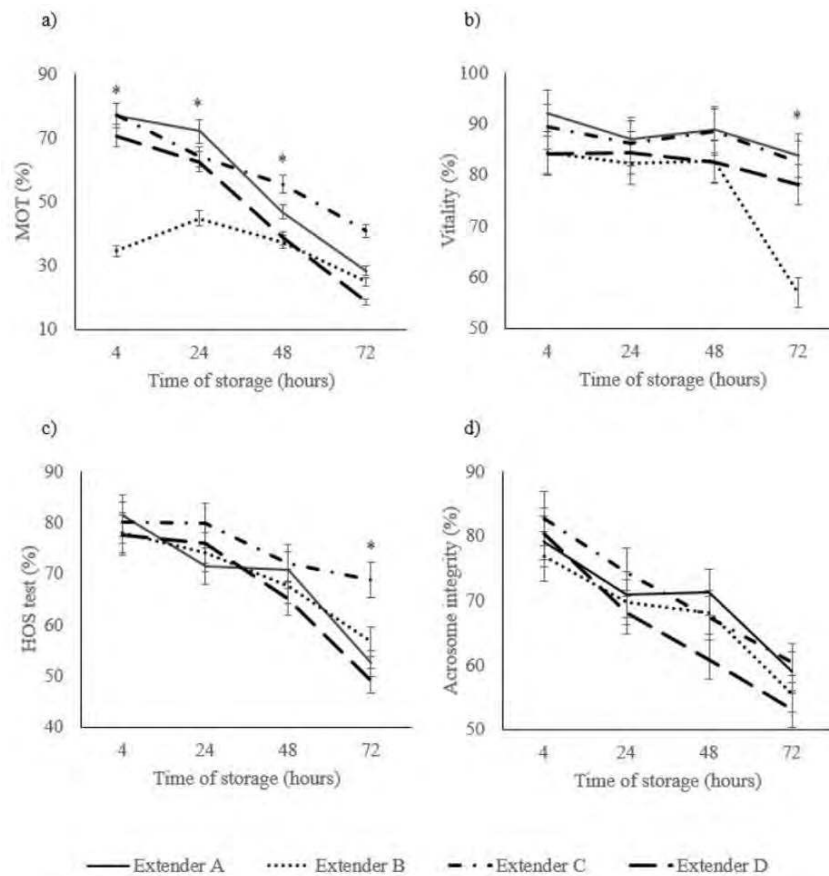 a)
*
*
*
90
70
50
30
10
MOT (%)
4 24 48 72
Time of storage (hours)
b)
*
100
90
80
70
60
50
Vitality (%)
4 24 48 72
Time of storage (hours)
c)
*
90
80
70
60
50
40
HOS test (%)
4 24 48 72
Time of storage (hours)
d)
90
80
70
60
50
Acrosome integrity (%)
4 24 48 72
Time of storage (hours)
Extender A Extender B Extender C Extender D